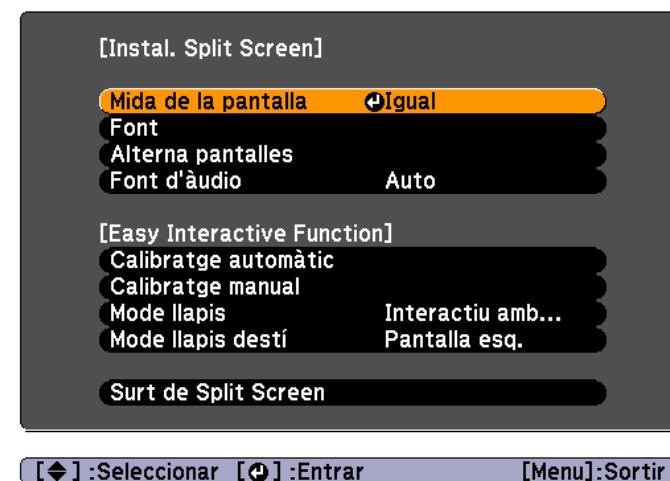 [Instal. Split Screen]
Mida de la pantalla Igual
Font
Alterna pantalles
Font d'àudio Auto
[Easy Interactive Function]
Calibratge automàtic
Calibratge manual
Mode llapis Interactiu amb...
Mode llapis destí Pantalla esq.
Surt de Split Screen
[ ] :Seleccionar [ ] :Entrar [Menu]:Sortir